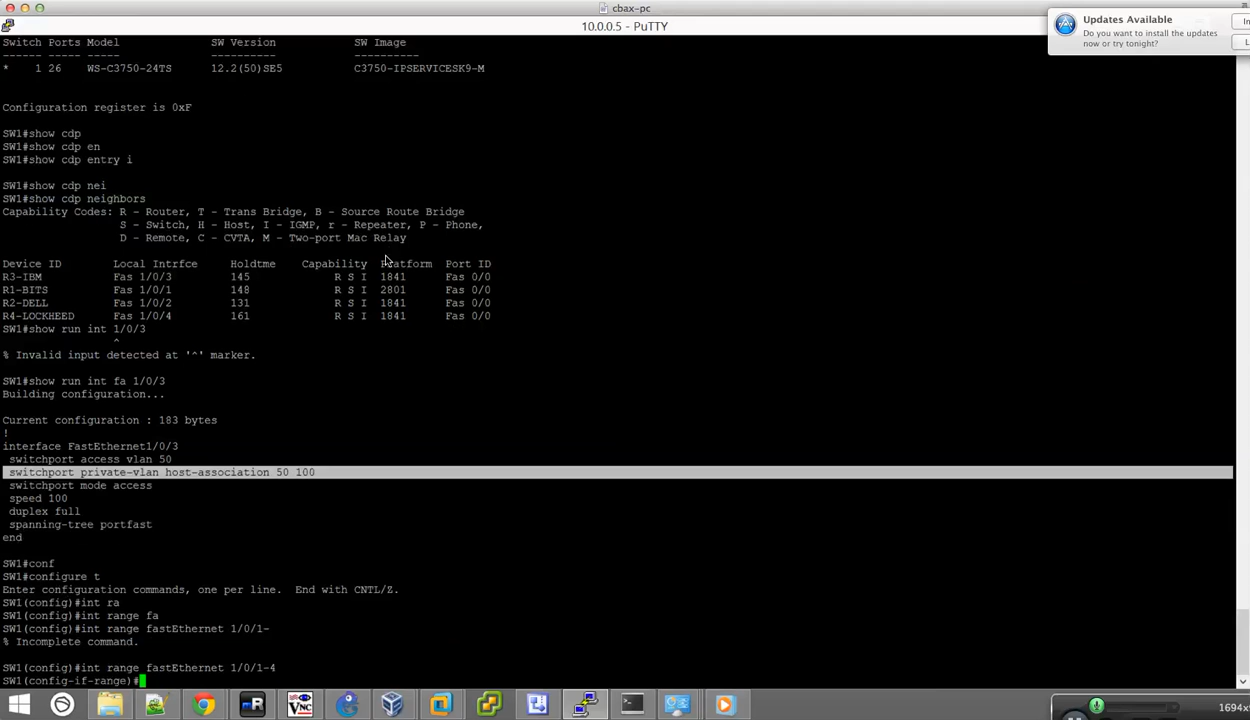 cbax-pc
10.0.0.5 - PuTTY
Updates Available
Do you want to install the updates
now or try tonight?
Switch Ports Model SW Version SW Image
------ ----- ----- ---------- ----------
* 1 26 WS-C3750-24TS 12.2(50)SE5 C3750-IPSERVICESK9-M
Configuration register is 0xF
SW1#show cdp
SW1#show cdp en
SW1#show cdp entry i
SW1#show cdp nei
SW1#show cdp neighbors
Capability Codes: R - Router, T - Trans Bridge, B - Source Route Bridge
S - Switch, H - Host, I - IGMP, r - Repeater, P - Phone,
D - Remote, C - CVTA, M - Two-port Mac Relay
Device ID Local Intrfce Holdtme Capability Platform Port ID
R3-IBM Fas 1/0/3 145 R S I 1841 Fas 0/0
R1-BITS Fas 1/0/1 148 R S I 2801 Fas 0/0
R2-DELL Fas 1/0/2 131 R S I 1841 Fas 0/0
R4-LOCKHEED Fas 1/0/4 161 R S I 1841 Fas 0/0
SW1#show run int 1/0/3
^
% Invalid input detected at '^' marker.
SW1#show run int fa 1/0/3
Building configuration...
Current configuration : 183 bytes
!
interface FastEthernet1/0/3
switchport access vlan 50
switchport private-vlan host-association 50 100
switchport mode access
speed 100
duplex full
spanning-tree portfast
end
SW1#conf
SW1#configure t
Enter configuration commands, one per line. End with CNTL/Z.
SW1(config)#int ra
SW1(config)#int range fa
SW1(config)#int range fastEthernet 1/0/1-
% Incomplete command.
SW1(config)#int range fastEthernet 1/0/1-4
SW1(config-if-range)#
1694x